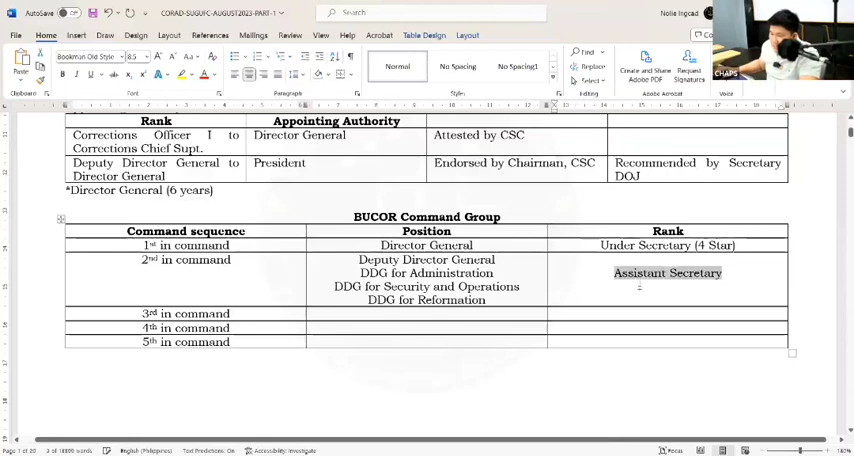 AutoSave Off CORAD-SUGUFC-AUGUST2023-PART-1 Search Nolie Ingcad
File Home Insert Design Layout References Mailings Review View Help Acrobat Table Design Layout
Paste
Bookman Old Style 8.5
Normal No Spacing No Spacing1
Find
Replace
Select
Create and Share Adobe PDF
Request Signatures
Clipboard Font Paragraph Styles Editing Adobe Acrobat Voice
CHAPS
Rank Appointing Authority
Corrections Officer I to Corrections Chief Supt. Director General Attested by CSC
Deputy Director General to Director General President Endorsed by Chairman, CSC Recommended by Secretary DOJ
*Director General (6 years)
BUCOR Command Group
Command sequence Position Rank
1st in command Director General Under Secretary (4 Star)
2nd in command Deputy Director General
DDG for Administration Assistant Secretary
DDG for Security and Operations
DDG for Reformation
3rd in command
4th in command
5th in command
Page 1 of 20 English (Philippines) Text Predictions: On Accessibility: Investigate Focus 180%